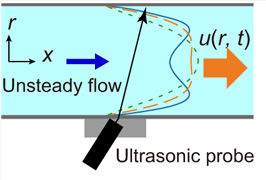 r
x
u(r, t)
Unsteady flow
Ultrasonic probe